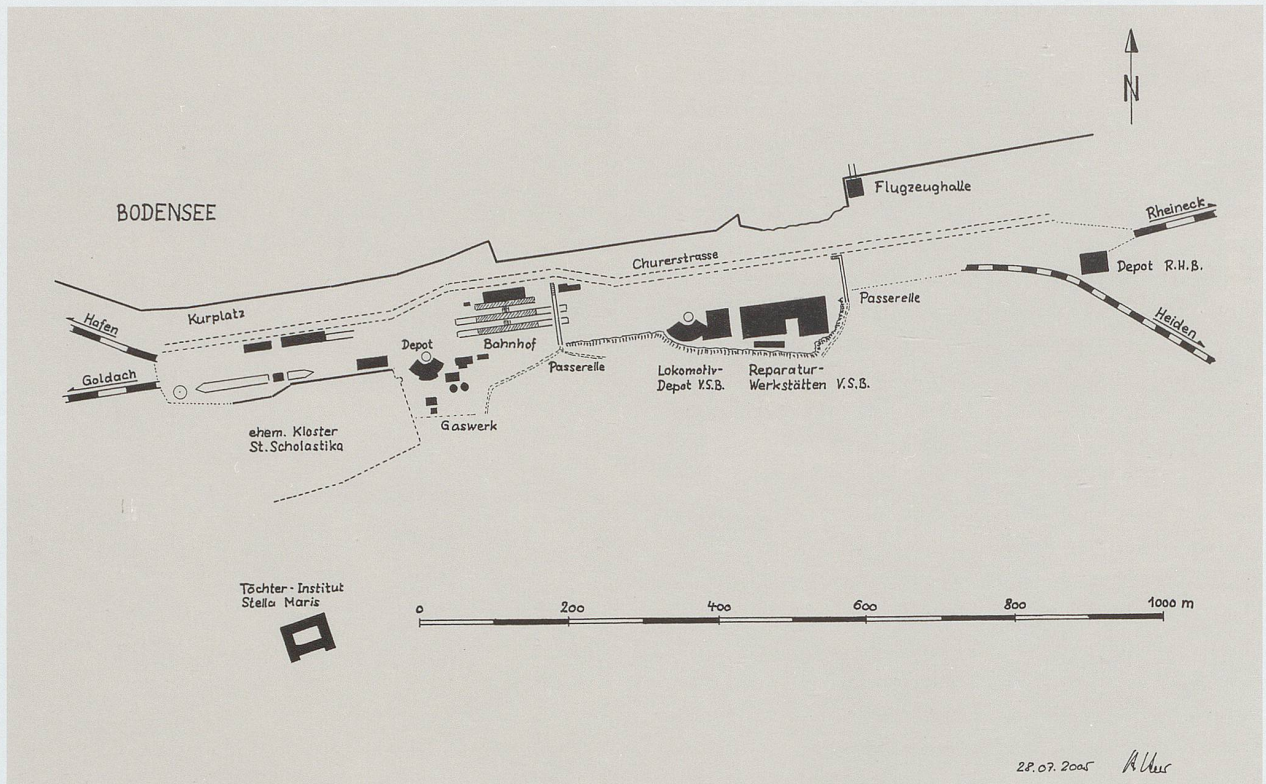 N
Flugzeughalle
BODENSEE
Rheineck
Churerstrasse
Depot R.H.B.
Passerelle
Kurplatz
Hafen
Heiden
Depot
Bahnhof
Goldach
Passerelle
Lokomotiv-
Depot V.S.B.
Reparatur-
Werkstätten V.S.B.
Gaswerk
ehem. Kloster
St. Scholastika
Töchter-Institut
Stella Maris
0 200 400 600 800 1000 m
28.07.2005